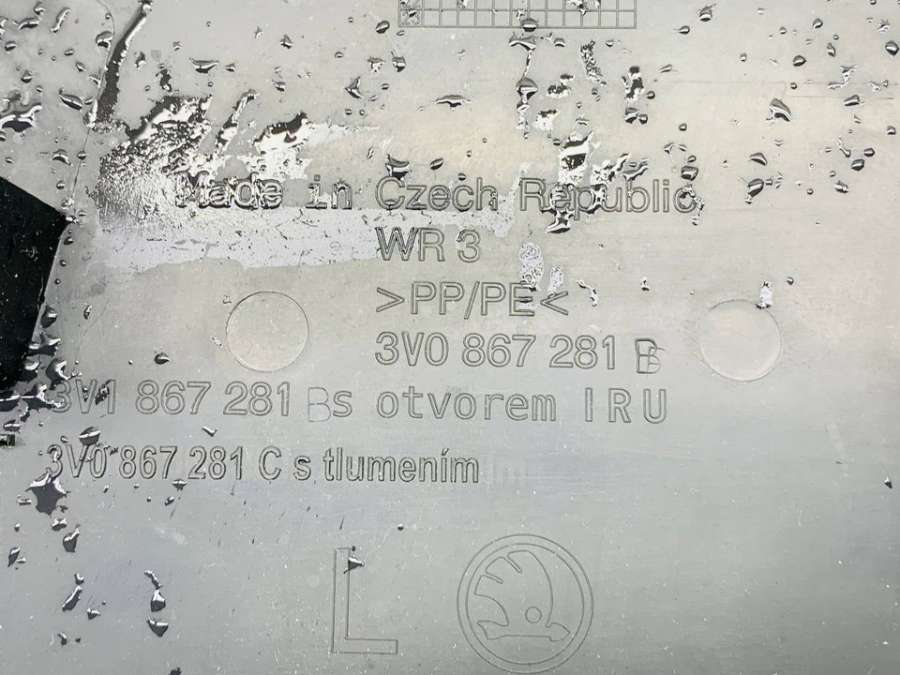 Made in Czech Republic
WR 3
>PP/PE<
3V0 867 281 B
3V1 867 281 B s otvorem IRU
3V0 867 281 C s tlumením
L